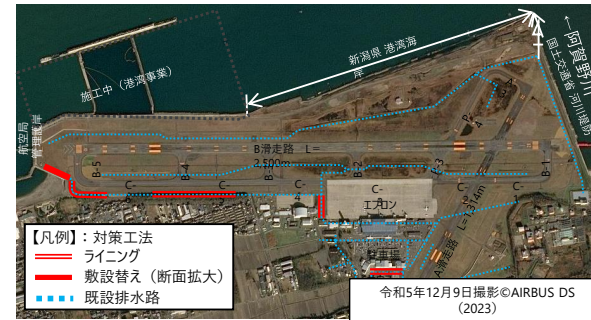 ←阿賀野川
国土交通省 河川堤防
新潟県 港湾海
岸
施工中（港湾事業）
航空局
管理護岸
P-
4
A-
B滑走路　L＝
2,500m
B-5
B-4
B-3
B-2
B-1
C-
C-
C-
C-
4
C-
C-
C-
エプロン
A滑走路　L=1,314m
【凡例】：対策工法
ライニング
敷設替え（断面拡大）
既設排水路
令和5年12月9日撮影©AIRBUS DS
（2023）